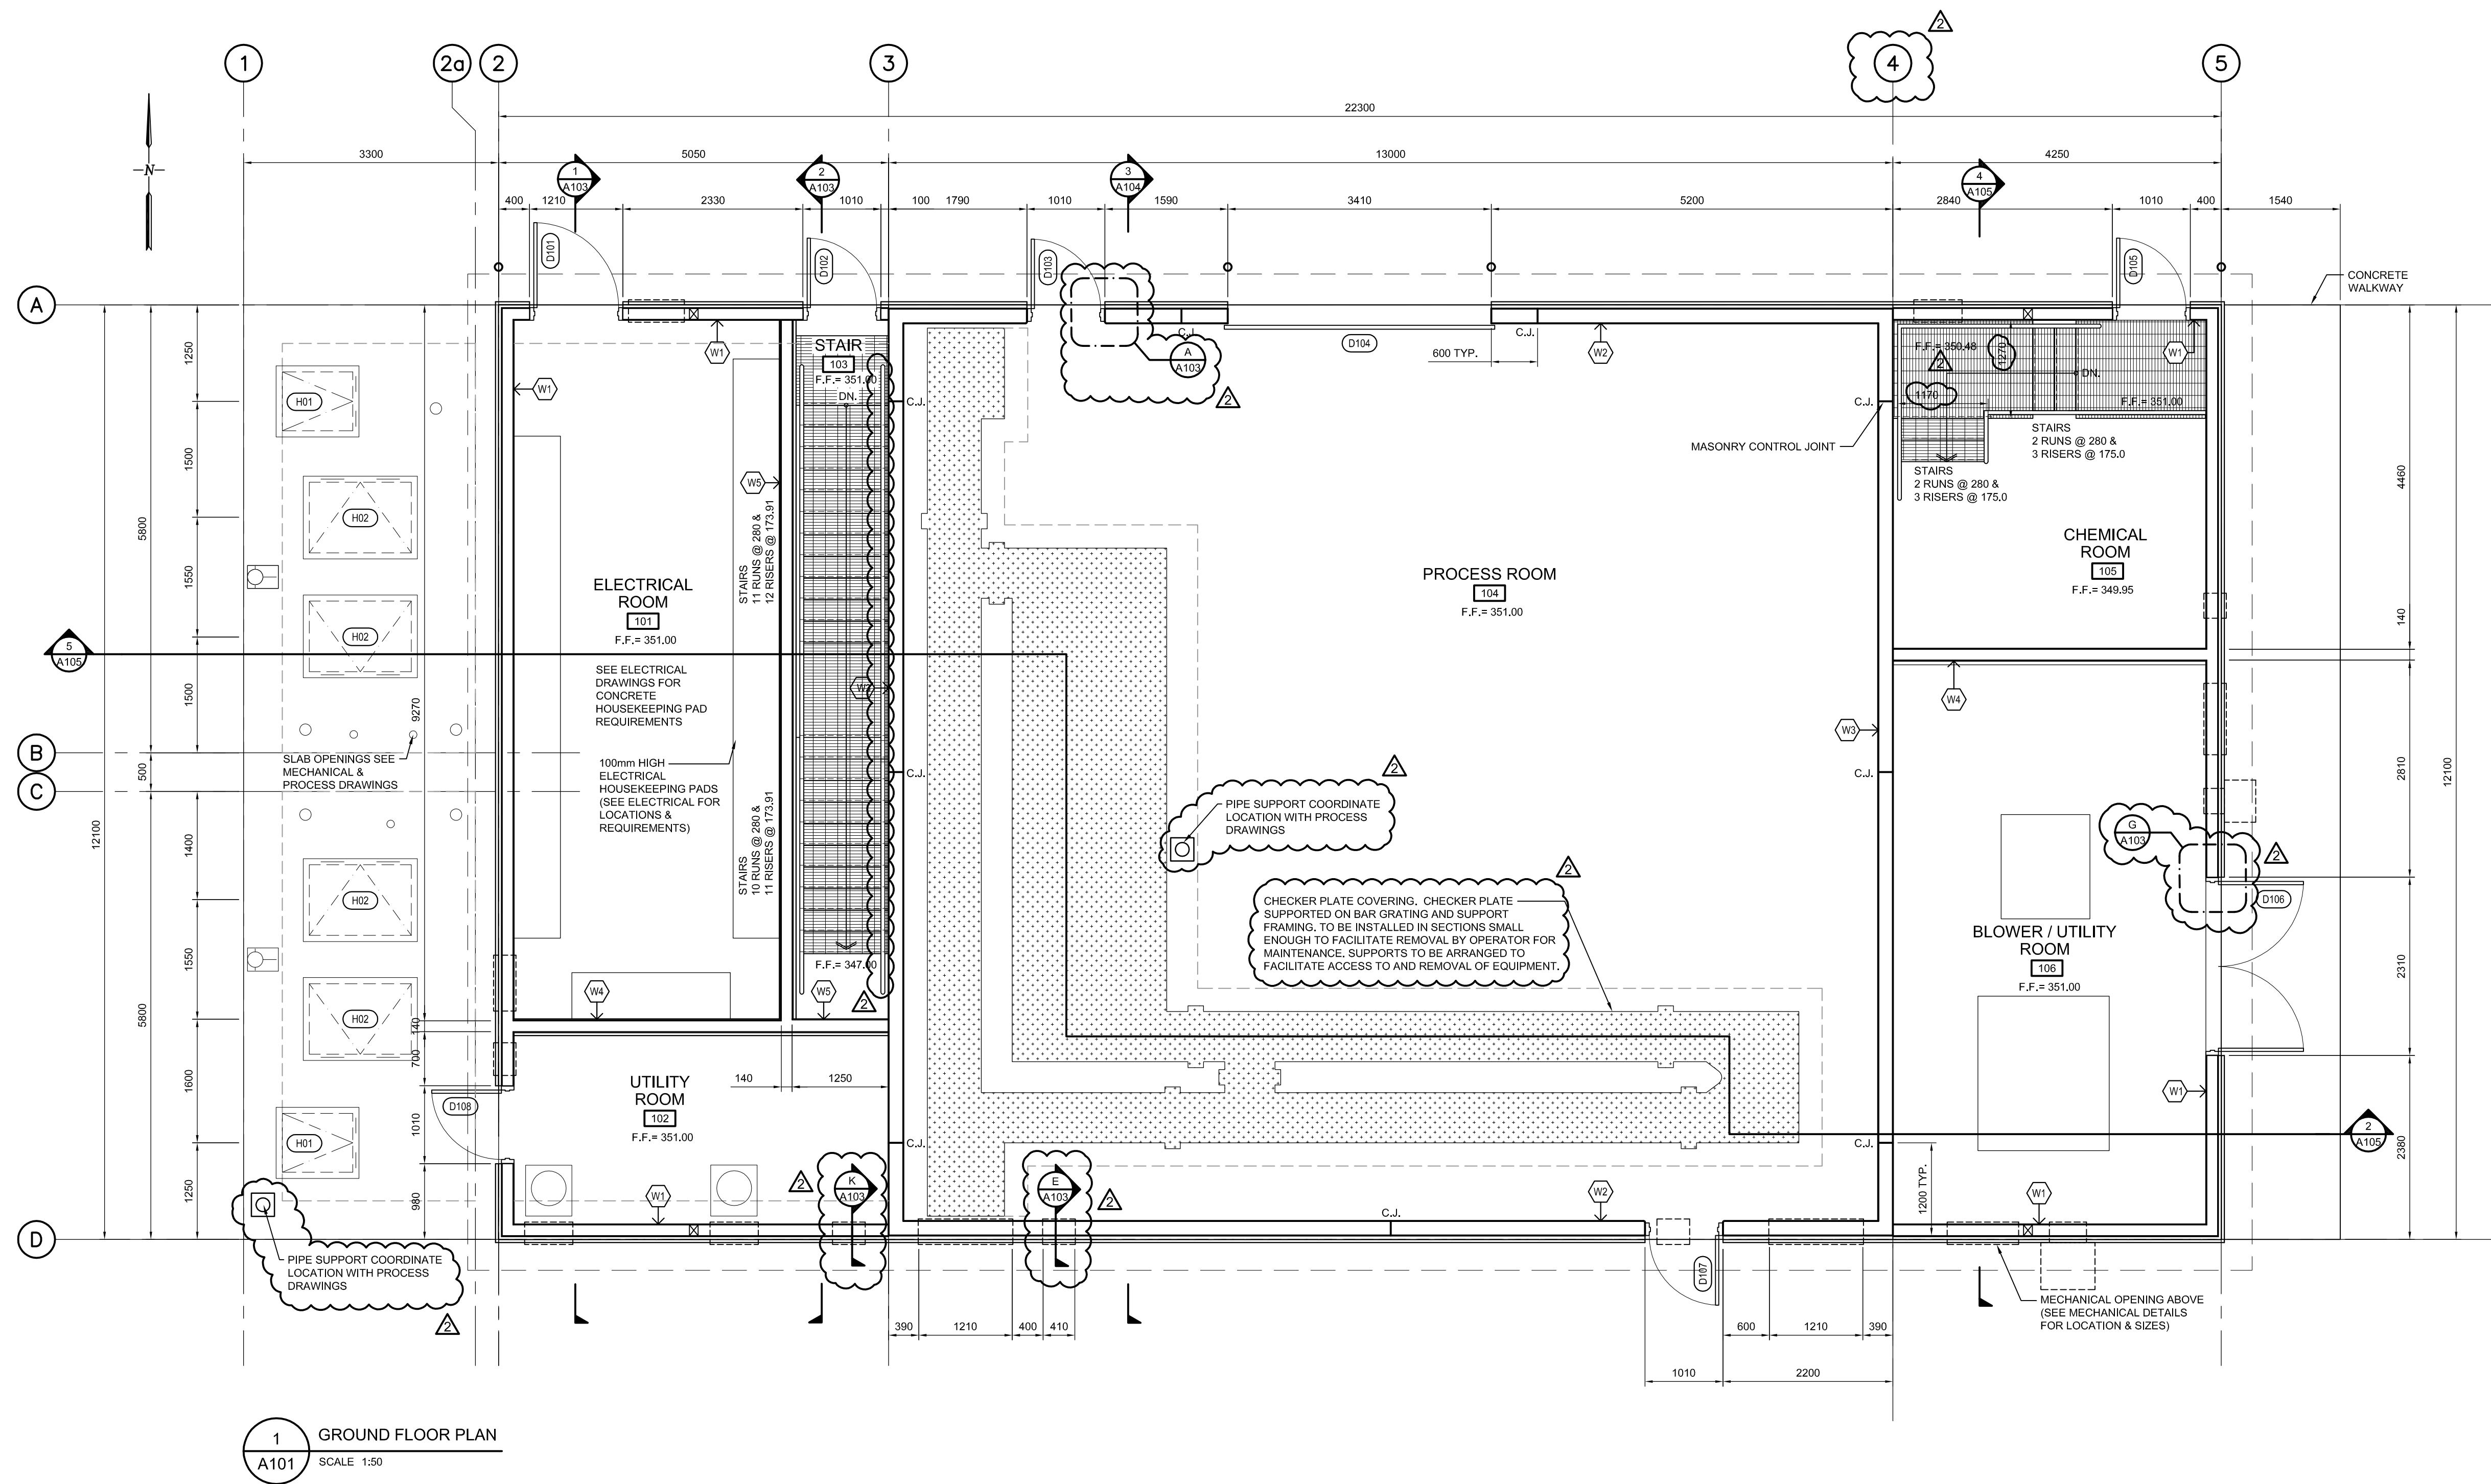 2
1
2a
2
3
4
5
22300
3300
5050
13000
4250
N
1
A103
2
A103
3
A104
4
A105
400
1210
2330
1010
100
1790
1010
1590
3410
5200
2840
1010
400
1540
D101
D102
D103
D105
CONCRETE
WALKWAY
A
STAIR
103
F.F.= 351.00
DN.
C.J.
A
A103
2
D104
C.J.
600 TYP.
W1
W1
W2
F.F.= 350.48
2
1270
W1
DN.
1170
F.F.= 351.00
C.J.
C.J.
MASONRY CONTROL JOINT
STAIRS
2 RUNS @ 280 &
3 RISERS @ 175.0
STAIRS
2 RUNS @ 280 &
3 RISERS @ 175.0
1250
1500
1550
1500
5800
H01
H02
H02
W5
STAIRS
11 RUNS @ 280 &
12 RISERS @ 173.91
ELECTRICAL
ROOM
101
F.F.= 351.00
SEE ELECTRICAL
DRAWINGS FOR
CONCRETE
HOUSEKEEPING PAD
REQUIREMENTS
PROCESS ROOM
104
F.F.= 351.00
CHEMICAL
ROOM
105
F.F.= 349.95
4460
140
5
A105
9270
W4
W3
B
SLAB OPENINGS SEE
MECHANICAL &
PROCESS DRAWINGS
500
C
100mm HIGH
ELECTRICAL
HOUSEKEEPING PADS
(SEE ELECTRICAL FOR
LOCATIONS &
REQUIREMENTS)
C.J.
C.J.
2810
12100
12100
2
PIPE SUPPORT COORDINATE
LOCATION WITH PROCESS
DRAWINGS
STAIRS
10 RUNS @ 280 &
11 RISERS @ 173.91
1400
1550
1600
1250
5800
H02
H02
H01
G
A103
2
D106
2
CHECKER PLATE COVERING. CHECKER PLATE
SUPPORTED ON BAR GRATING AND SUPPORT
FRAMING. TO BE INSTALLED IN SECTIONS SMALL
ENOUGH TO FACILITATE REMOVAL BY OPERATOR FOR
MAINTENANCE. SUPPORTS TO BE ARRANGED TO
FACILITATE ACCESS TO AND REMOVAL OF EQUIPMENT.
BLOWER / UTILITY
ROOM
106
F.F.= 351.00
2310
F.F.= 347.00
W4
W5
2
140
700
1010
980
D108
UTILITY
ROOM
102
F.F.= 351.00
140
1250
W1
C.J.
C.J.
W1
2
A105
2380
1200 TYP.
2
K
A103
E
A103
2
W1
W2
W1
C.J.
D
PIPE SUPPORT COORDINATE
LOCATION WITH PROCESS
DRAWINGS
2
D107
MECHANICAL OPENING ABOVE
(SEE MECHANICAL DETAILS
FOR LOCATION & SIZES)
390
1210
400
410
600
1210
390
1010
2200
1
A101
GROUND FLOOR PLAN
SCALE 1:50